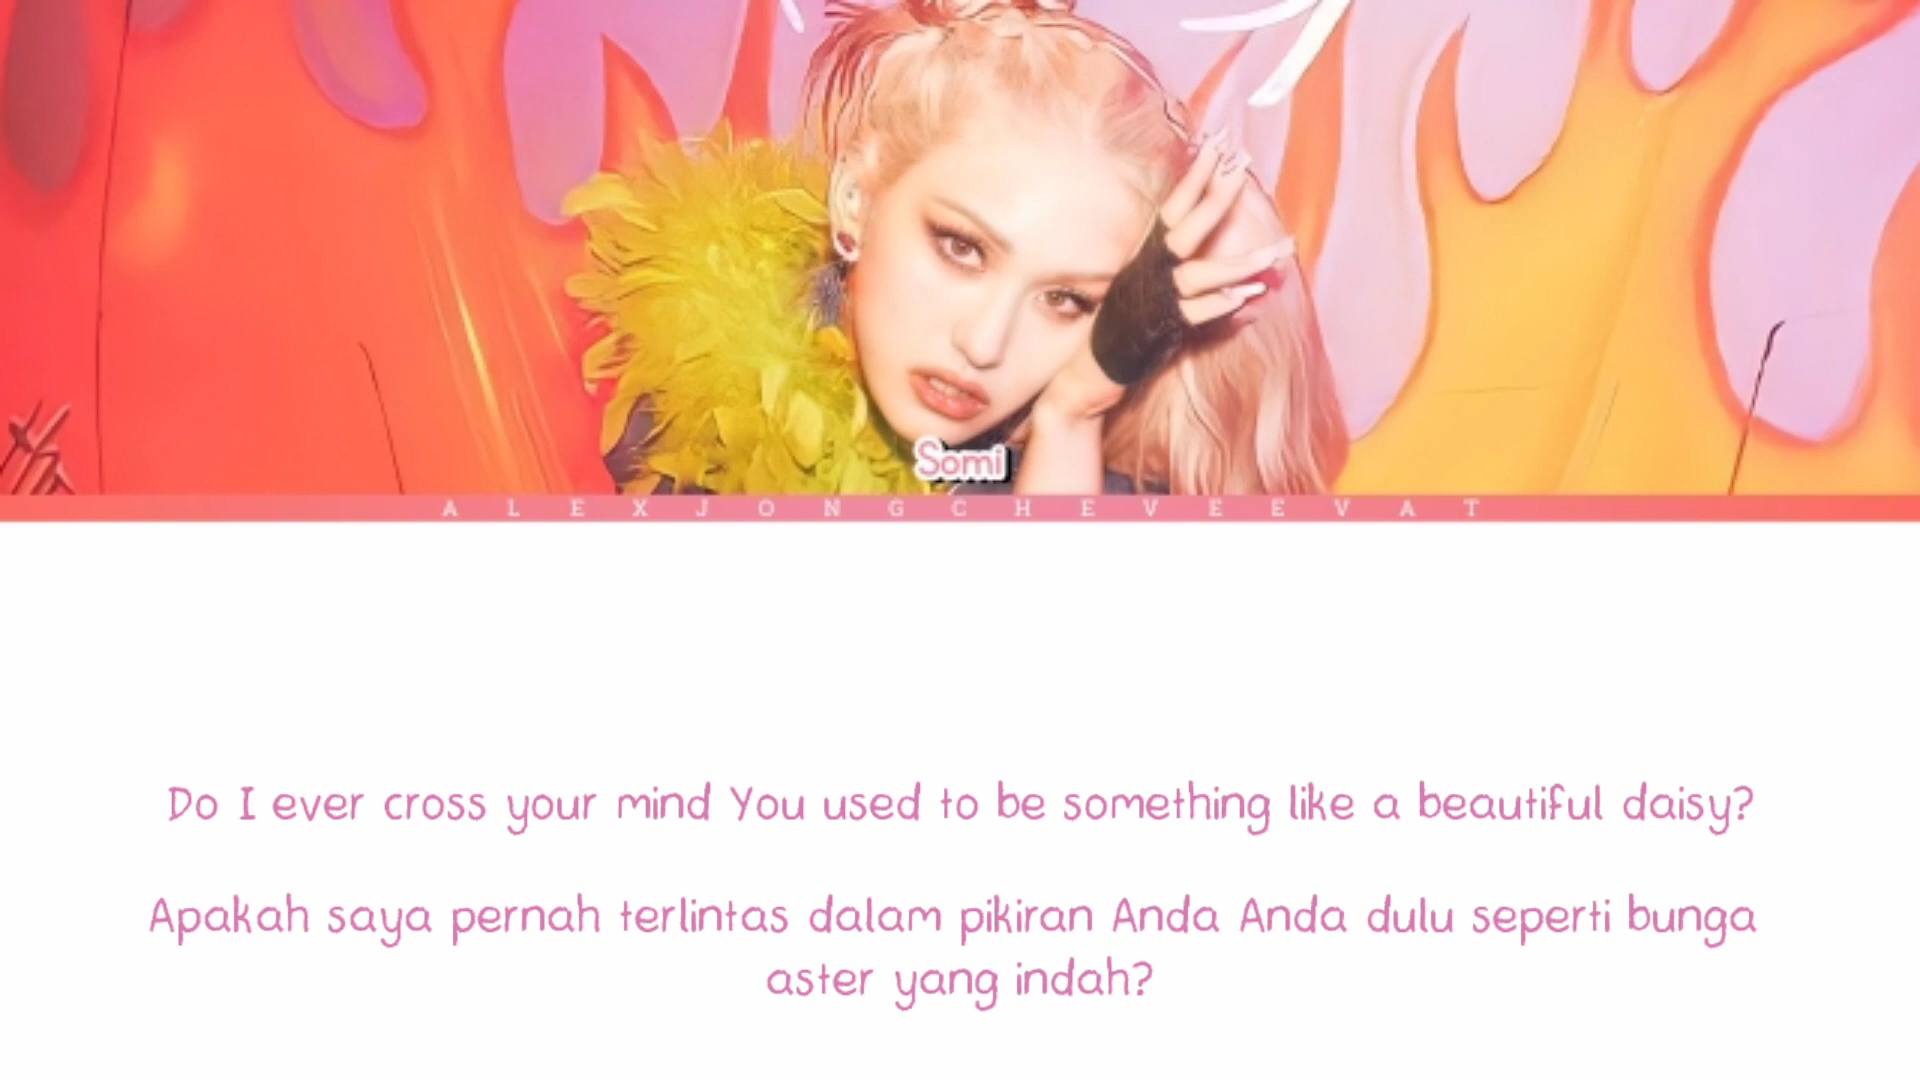 Somi
ALEXJONGCHEVEEVAT
Do I ever cross your mind You used to be something like a beautiful daisy?
Apakah saya pernah terlintas dalam pikiran Anda Anda dulu seperti bunga
aster yang indah?